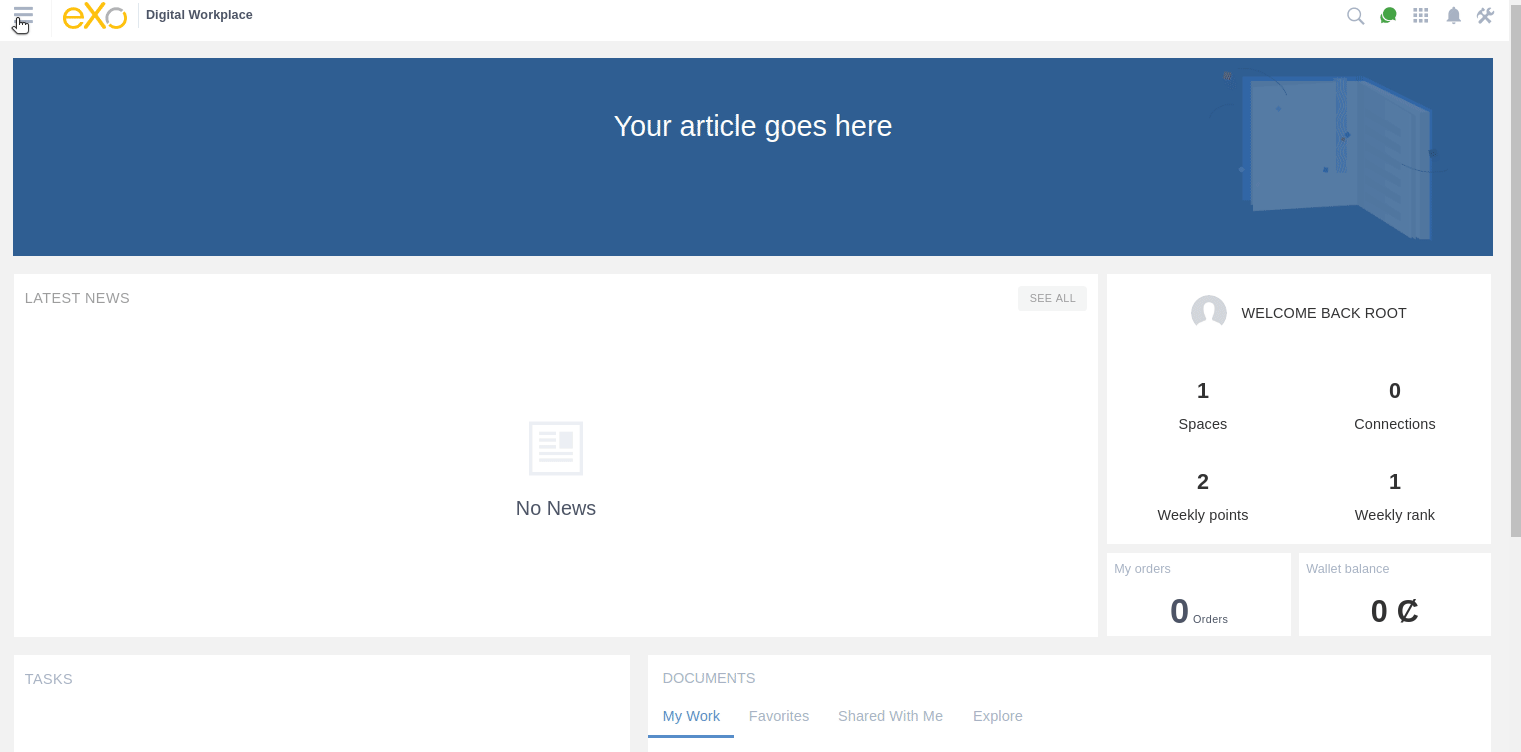 eXo
Digital Workplace
Your article goes here
LATEST NEWS
SEE ALL
No News
WELCOME BACK ROOT
1
Spaces
0
Connections
2
Weekly points
1
Weekly rank
My orders
0 Orders
Wallet balance
0 ₡
TASKS
DOCUMENTS
My Work
Favorites
Shared With Me
Explore